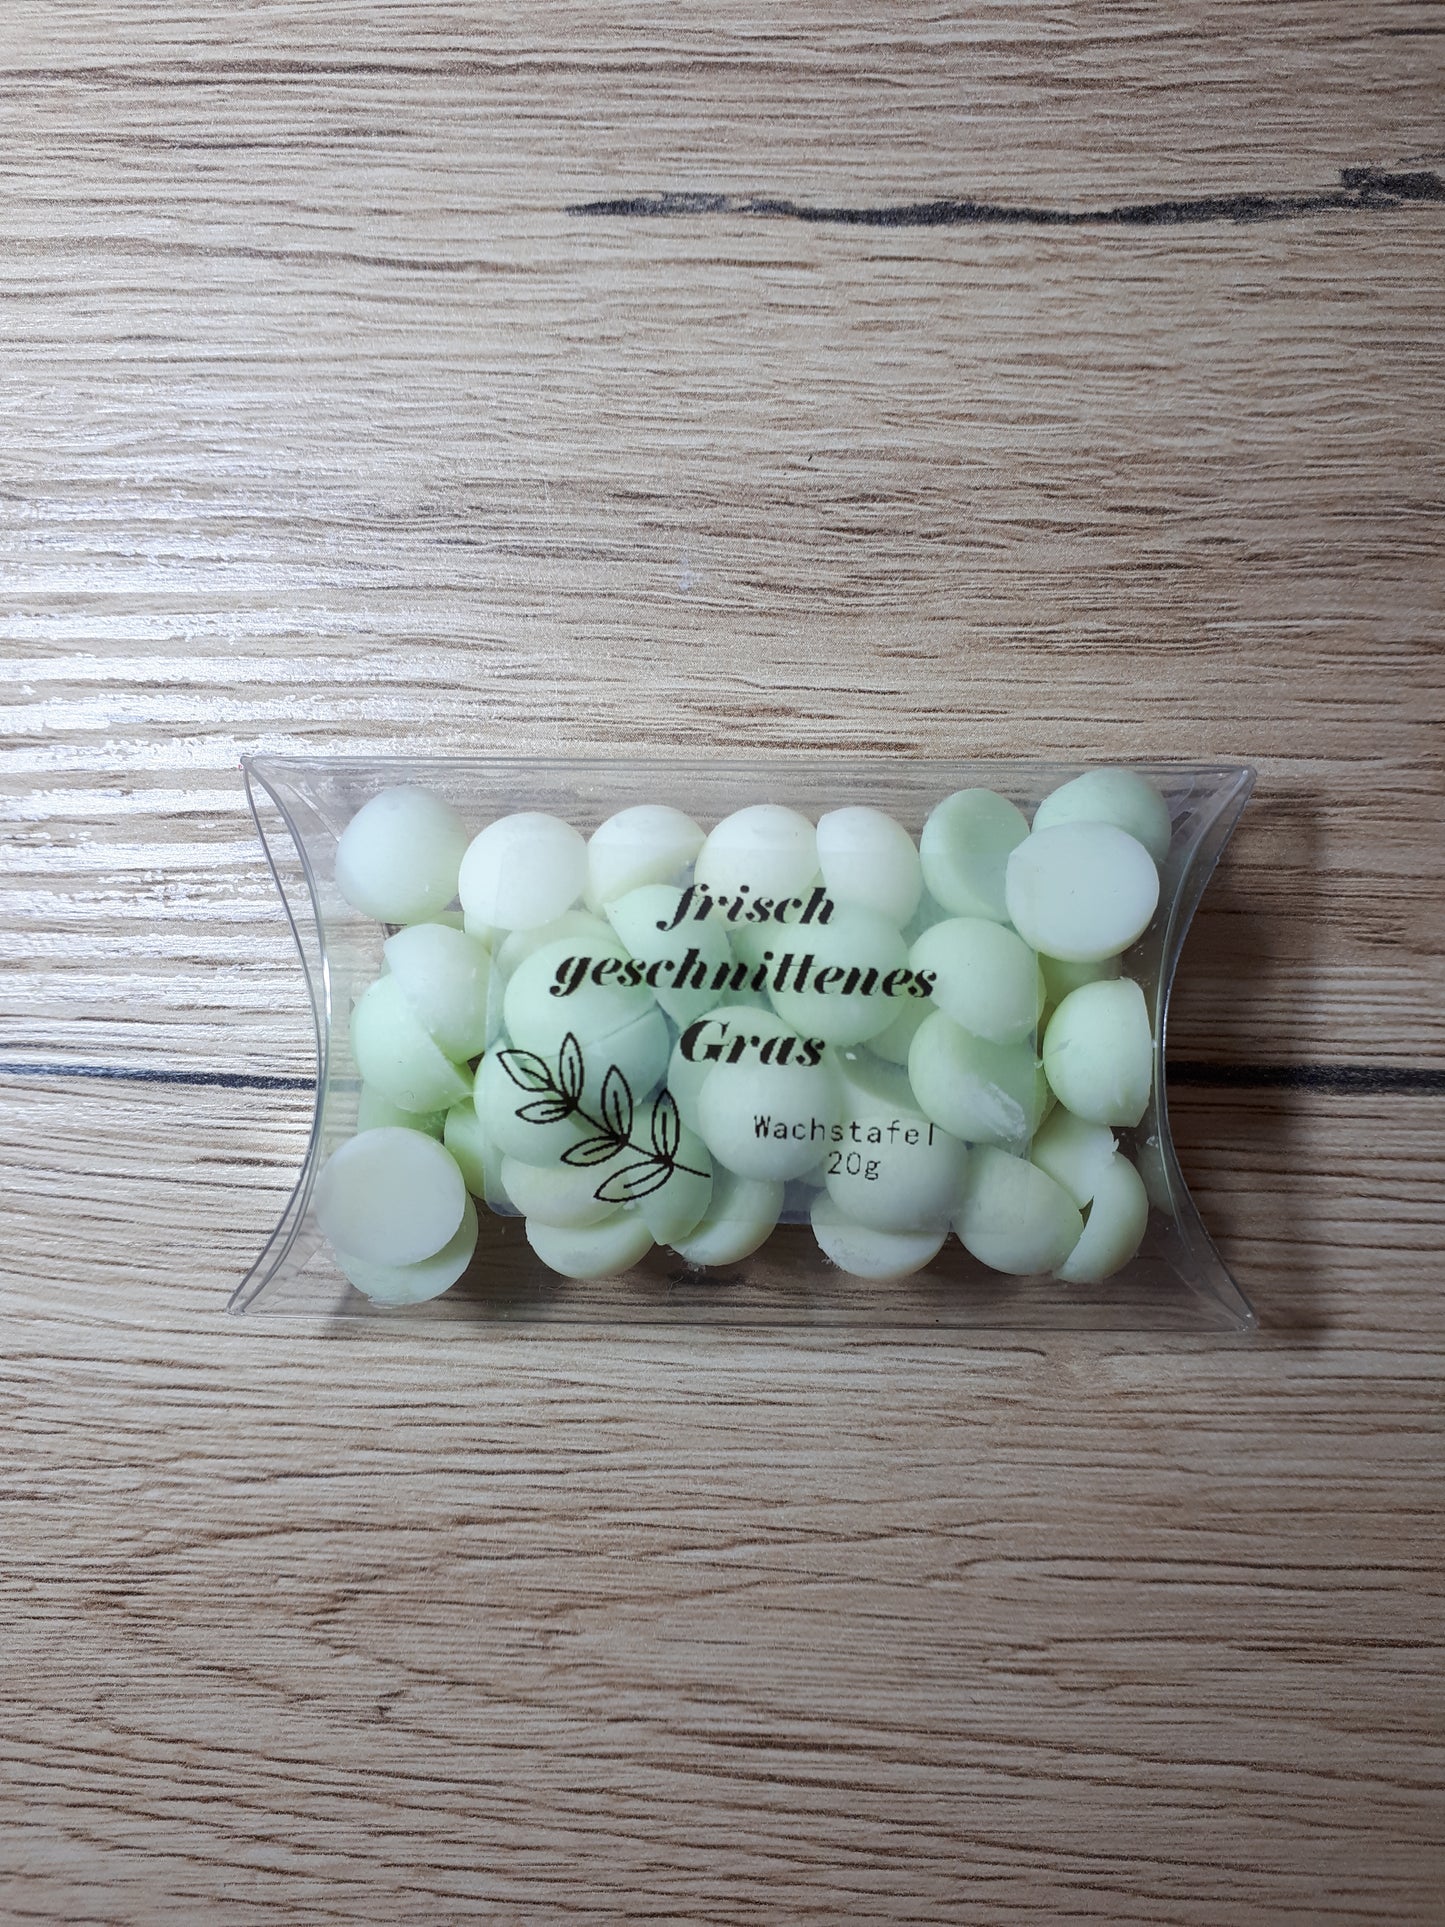 frisch
geschnittenes
Gras
Wachstafel
20g